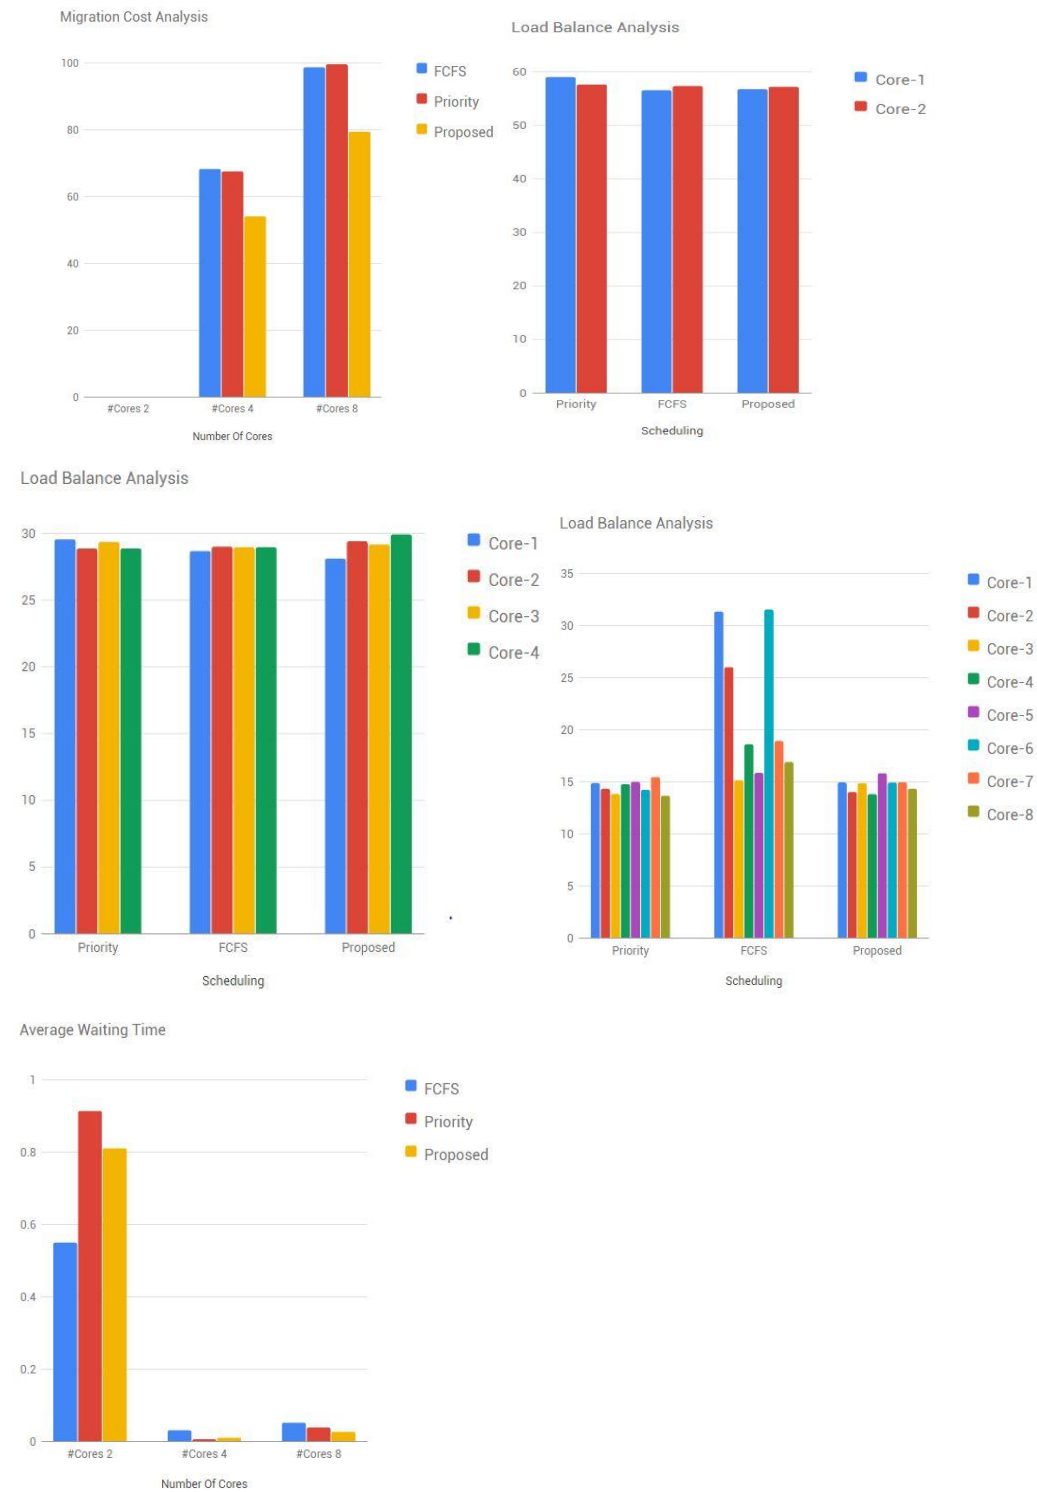 Migration Cost Analysis
100
80
60
40
20
0
#Cores 2 #Cores 4 #Cores 8
Number Of Cores
FCFS
Priority
Proposed
Load Balance Analysis
60
50
40
30
20
10
0
Priority FCFS Proposed
Scheduling
Core-1
Core-2
Load Balance Analysis
30
25
20
15
10
5
0
Priority FCFS Proposed
Scheduling
Core-1
Core-2
Core-3
Core-4
Load Balance Analysis
35
30
25
20
15
10
5
0
Priority FCFS Proposed
Scheduling
Core-1
Core-2
Core-3
Core-4
Core-5
Core-6
Core-7
Core-8
Average Waiting Time
1
0.8
0.6
0.4
0.2
0
#Cores 2 #Cores 4 #Cores 8
Number Of Cores
FCFS
Priority
Proposed